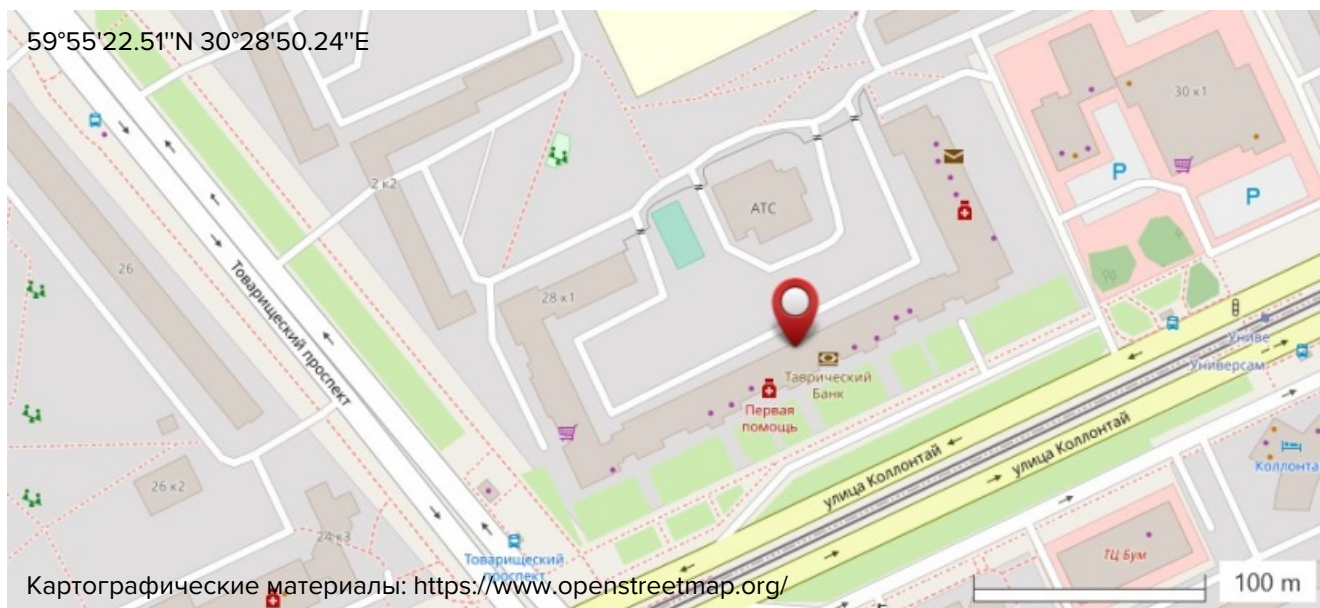 59°55'22.51"N 30°28'50.24"E
30 к1
P
P
2 к2
АТС
26
Товарищеский проспект
28 к1
Униве
Универсам
Таврический
Банк
Первая
помощь
улица Коллонтай
улица Коллонтай
Коллонта
26 к2
24 к3
ТЦ Бум
Товарищеский
проспект
Картографические материалы: https://www.openstreetmap.org/
100 m